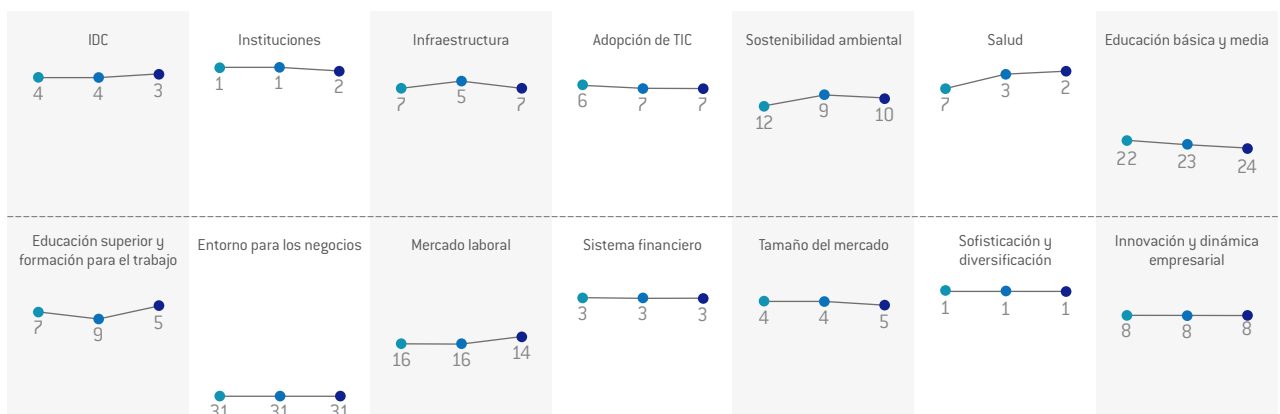 IDC
4 4 3
Instituciones
1 1 2
Infraestructura
7 5 7
Adopción de TIC
6 7 7
Sostenibilidad ambiental
12 9 10
Salud
7 3 2
Educación básica y media
22 23 24
Educación superior y
formación para el trabajo
7 9 5
Entorno para los negocios
31 31 31
Mercado laboral
16 16 14
Sistema financiero
3 3 3
Tamaño del mercado
4 4 5
Sofisticación y
diversificación
1 1 1
Innovación y dinámica
empresarial
8 8 8